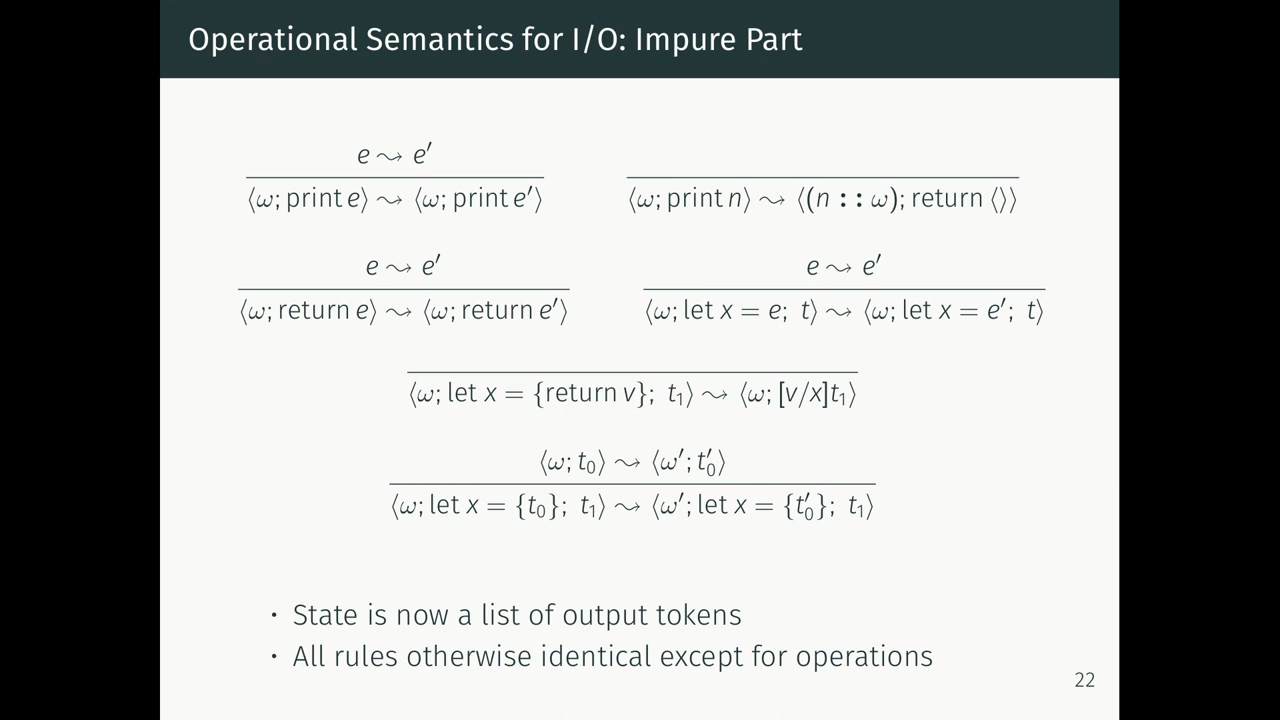 Operational Semantics for I/O: Impure Part
e ⇝ e′
⟨ω; print e⟩ ⇝ ⟨ω; print e′⟩
⟨ω; print n⟩ ⇝ ⟨(n :: ω); return ⟨⟩⟩
e ⇝ e′
⟨ω; return e⟩ ⇝ ⟨ω; return e′⟩
e ⇝ e′
⟨ω; let x = e; t⟩ ⇝ ⟨ω; let x = e′; t⟩
⟨ω; let x = {return v}; t₁⟩ ⇝ ⟨ω; [v/x]t₁⟩
⟨ω; t₀⟩ ⇝ ⟨ω′; t₀′⟩
⟨ω; let x = {t₀}; t₁⟩ ⇝ ⟨ω′; let x = {t₀′}; t₁⟩
· State is now a list of output tokens
· All rules otherwise identical except for operations
22